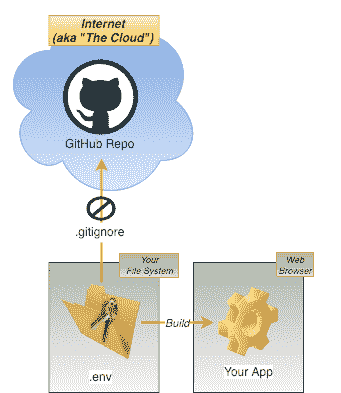 Internet
(aka "The Cloud")
GitHub Repo
.gitignore
Your
File System
Web
Browser
Build
.env
Your App